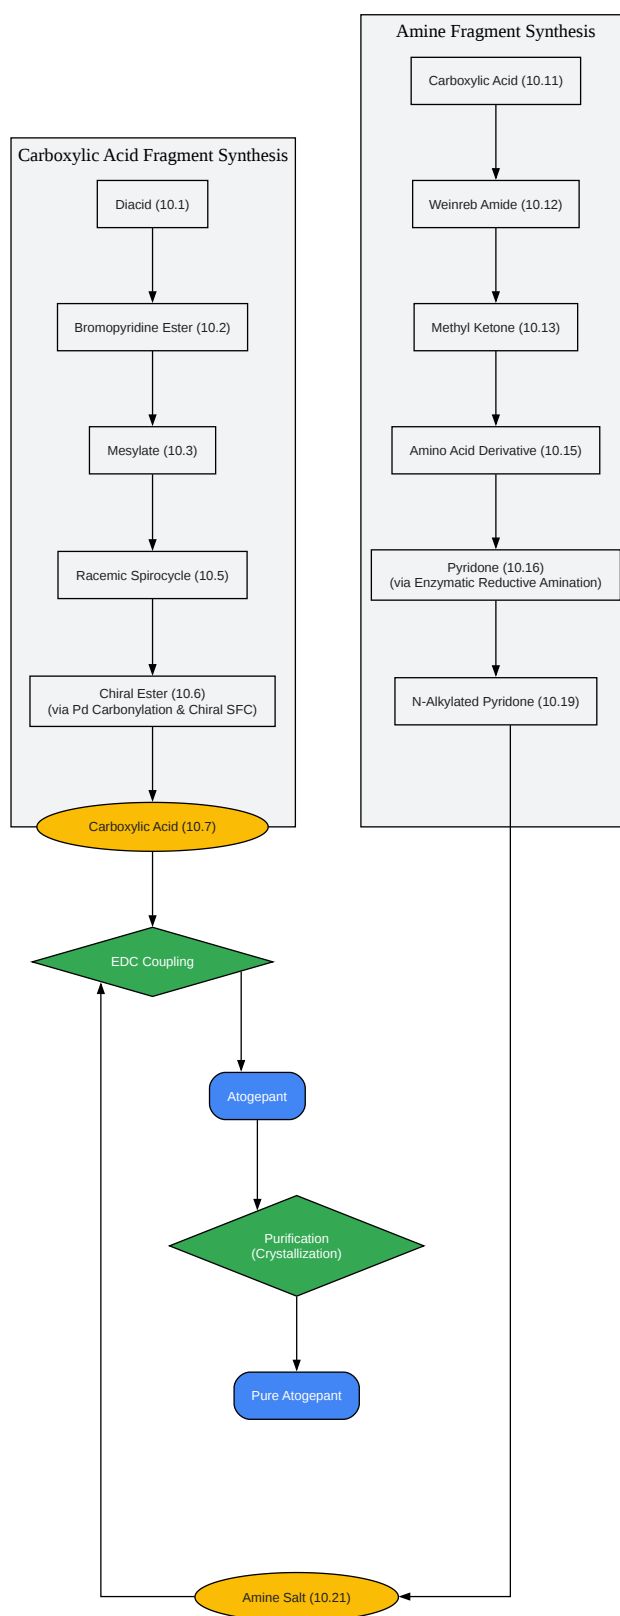 Amine Fragment Synthesis
Carboxylic Acid (10.11)
Weinreb Amide (10.12)
Methyl Ketone (10.13)
Amino Acid Derivative (10.15)
Pyridone (10.16)
(via Enzymatic Reductive Amination)
N-Alkylated Pyridone (10.19)
Carboxylic Acid Fragment Synthesis
Diacid (10.1)
Bromopyridine Ester (10.2)
Mesylate (10.3)
Racemic Spirocycle (10.5)
Chiral Ester (10.6)
(via Pd Carbonylation & Chiral SFC)
Carboxylic Acid (10.7)
EDC Coupling
Atogepant
Purification
(Crystallization)
Pure Atogepant
Amine Salt (10.21)